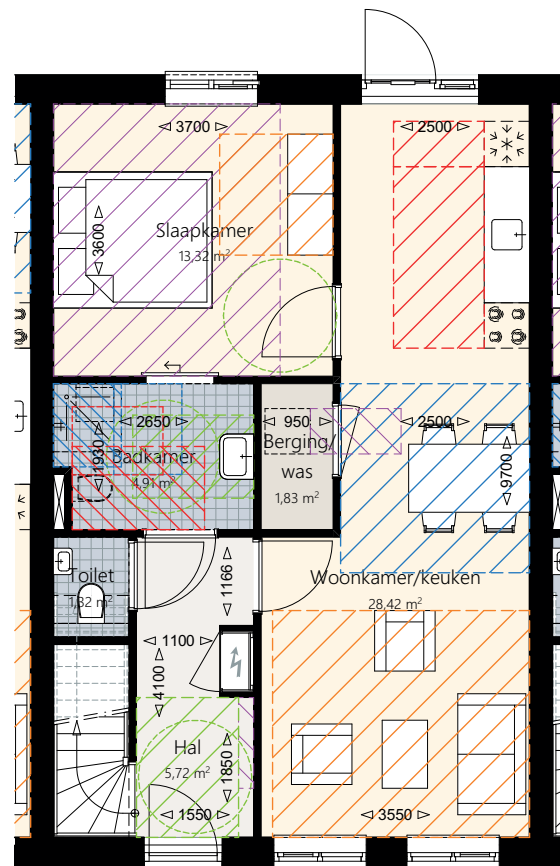 3700
2500
3600
Slaapkamer
13,32 m²
2650
950
2500
1930
Badkamer
4,91 m²
Berging/
was
1,83 m²
9700
Toilet
1,82 m²
1166
Woonkamer/keuken
28,42 m²
1100
4100
Hal
5,72 m²
1850
1550
3550